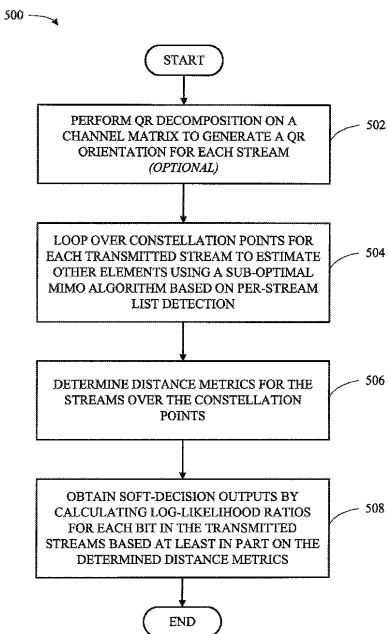 500
START
PERFORM QR DECOMPOSITION ON A
CHANNEL MATRIX TO GENERATE A QR
ORIENTATION FOR EACH STREAM
(OPTIONAL)
502
LOOP OVER CONSTELLATION POINTS FOR
EACH TRANSMITTED STREAM TO ESTIMATE
OTHER ELEMENTS USING A SUB-OPTIMAL
MIMO ALGORITHM BASED ON PER-STREAM
LIST DETECTION
504
DETERMINE DISTANCE METRICS FOR THE
STREAMS OVER THE CONSTELLATION
POINTS
506
OBTAIN SOFT-DECISION OUTPUTS BY
CALCULATING LOG-LIKELIHOOD RATIOS
FOR EACH BIT IN THE TRANSMITTED
STREAMS BASED AT LEAST IN PART ON THE
DETERMINED DISTANCE METRICS
508
END